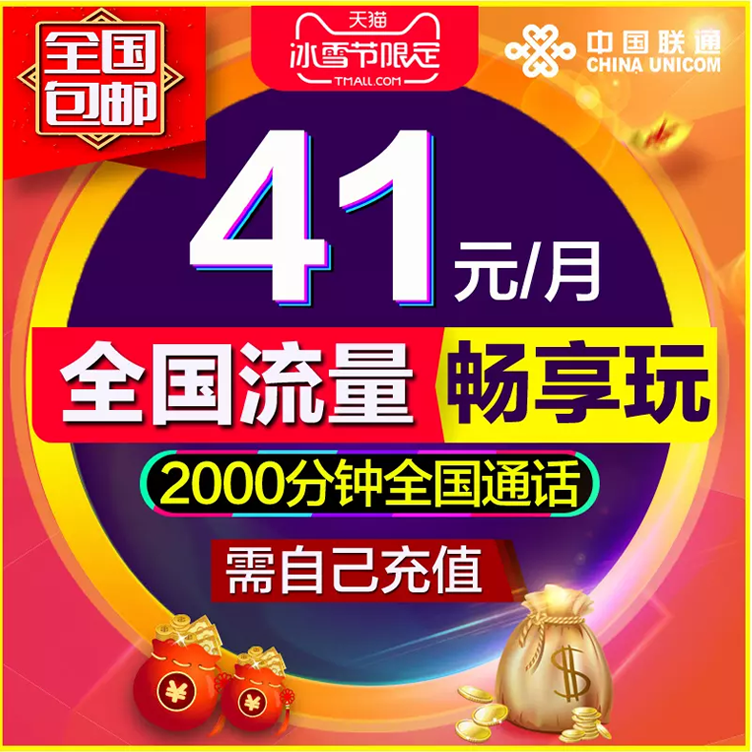 全国
包邮
天猫
冰雪节限定
TMALL.COM
中国联通
CHINA UNICOM
41元/月
全国流量 畅享玩
2000分钟全国通话
需自己充值
¥
¥
$